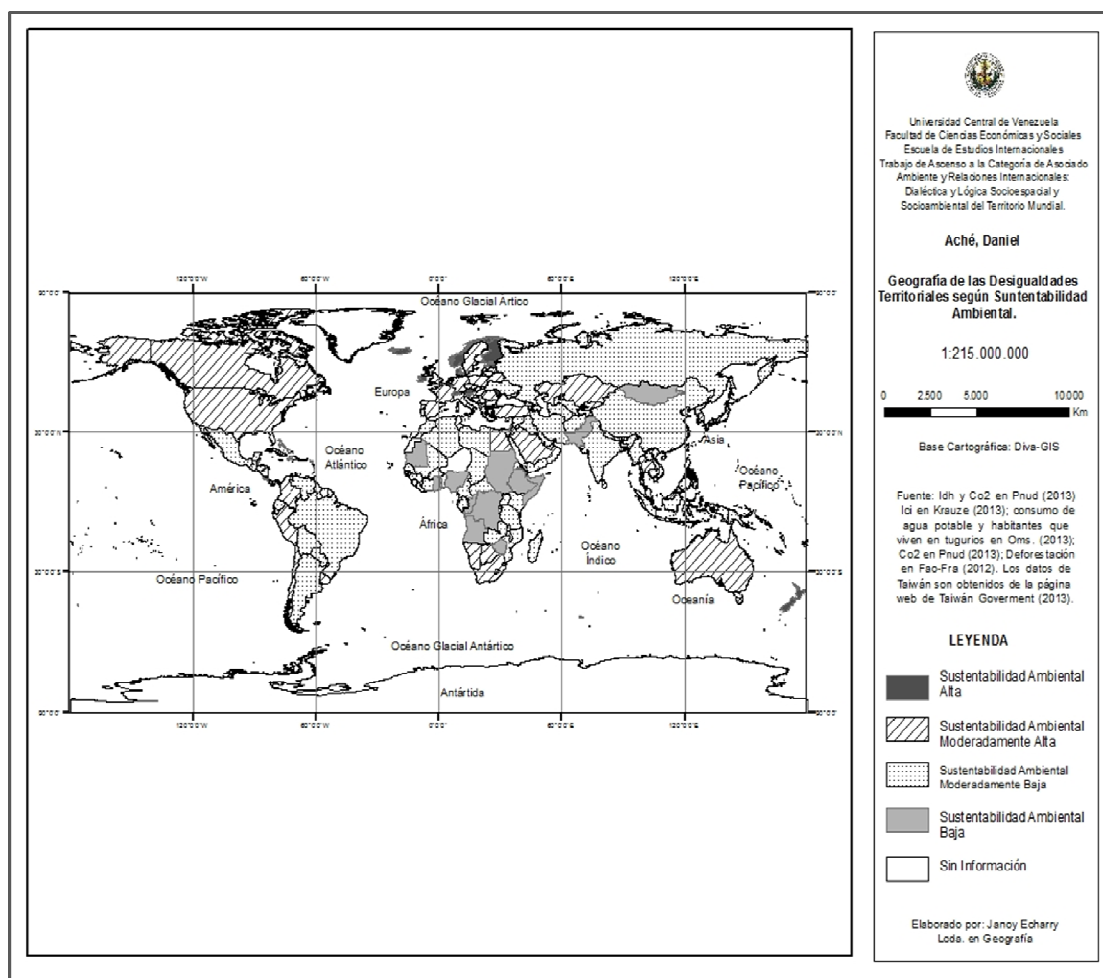 Universidad Central de Venezuela
Facultad de Ciencias Económicas y Sociales
Escuela de Estudios Internacionales
Trabajo de Ascenso a la Categoría de Asociado
Ambiente y Relaciones Internacionales:
Dialéctica y Lógica Socioespacial y
Socioambiental del Territorio Mundial.
Aché, Daniel
Geografía de las Desigualdades
Territoriales según Suntentabilidad
Ambiental.
1:215.000.000
0 2500 5000 10000
Km
Base Cartográfica: Diva-GIS
Fuente: Idh y Co2 en Pnud (2013)
Ici en Krauze (2013); consumo de
agua potable y habitantes que
viven en tugurios en Oms. (2013);
Co2 en Pnud (2013); Deforestación
en Fao-Fra (2012). Los datos de
Taiwán son obtenidos de la página
web de Taiwán Goverment (2013).
LEYENDA
Sustentabilidad Ambiental
Alta
Sustentabilidad Ambiental
Moderadamente Alta
Sustentabilidad Ambiental
Moderadamente Baja
Sustentabilidad Ambiental
Baja
Sin Información
Elaborado por: Janoy Echarry
Lcda. en Geografía
Océano Glacial Artico
Europa
Océano
Atlántico
Asia
Océano
Pacífico
América
África
Océano
Índico
Océano Pacífico
Oceanía
Océano Glacial Antártico
Antártida